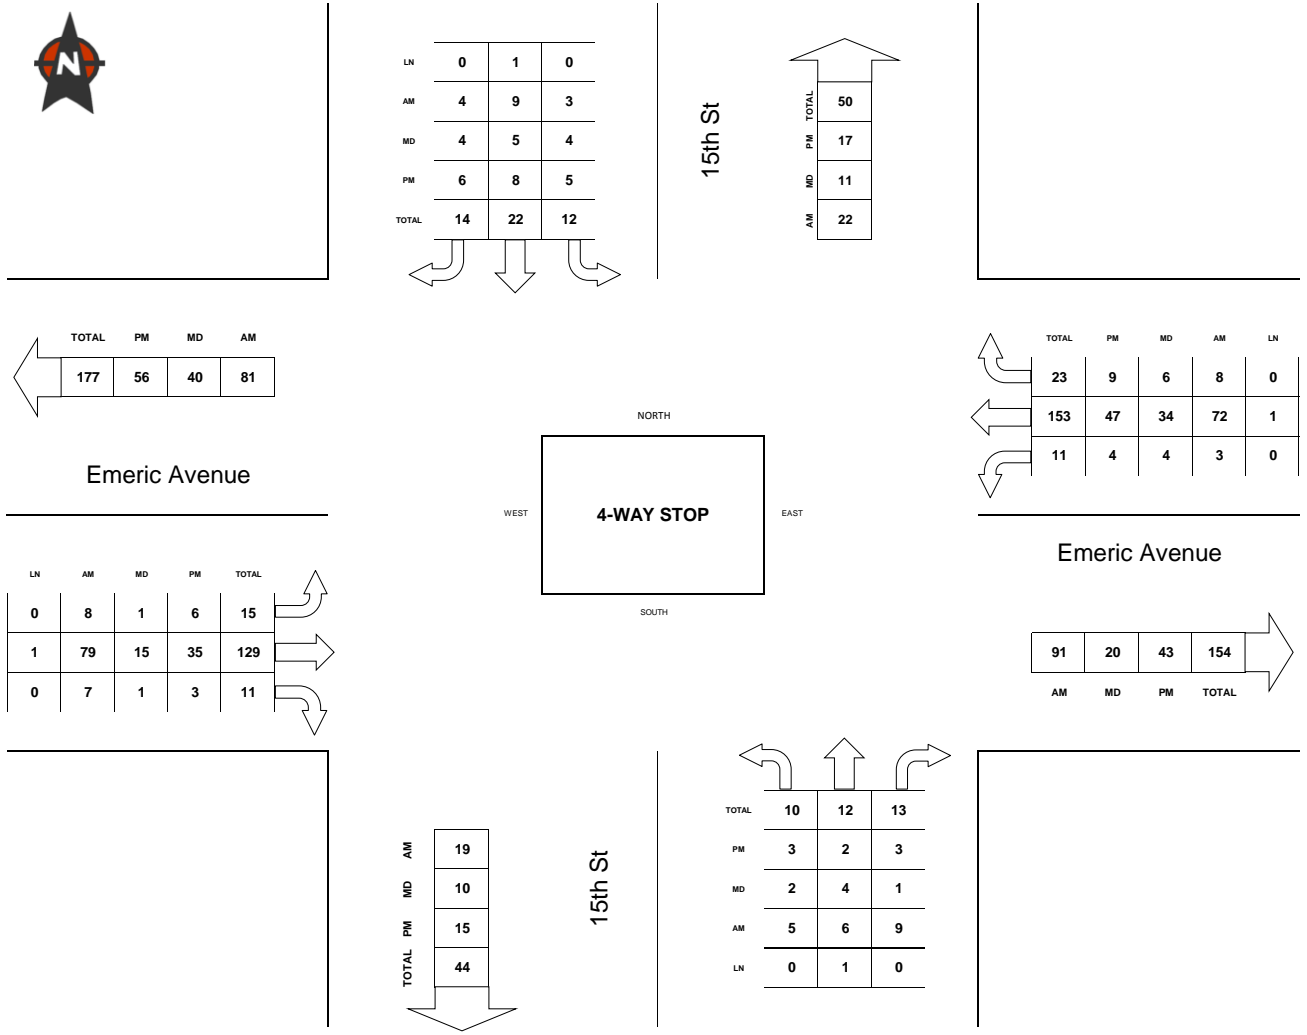 N
LN 0 1 0
AM 4 9 3
MD 4 5 4
PM 6 8 5
TOTAL 14 22 12
15th St
TOTAL 50
PM 17
MD 11
AM 22
TOTAL PM MD AM
177 56 40 81
Emeric Avenue
TOTAL PM MD AM LN
23 9 6 8 0
153 47 34 72 1
11 4 4 3 0
NORTH
WEST
4-WAY STOP
EAST
SOUTH
Emeric Avenue
LN AM MD PM TOTAL
0 8 1 6 15
1 79 15 35 129
0 7 1 3 11
91 20 43 154
AM MD PM TOTAL
AM 19
MD 10
PM 15
TOTAL 44
15th St
TOTAL 10 12 13
PM 3 2 3
MD 2 4 1
AM 5 6 9
LN 0 1 0